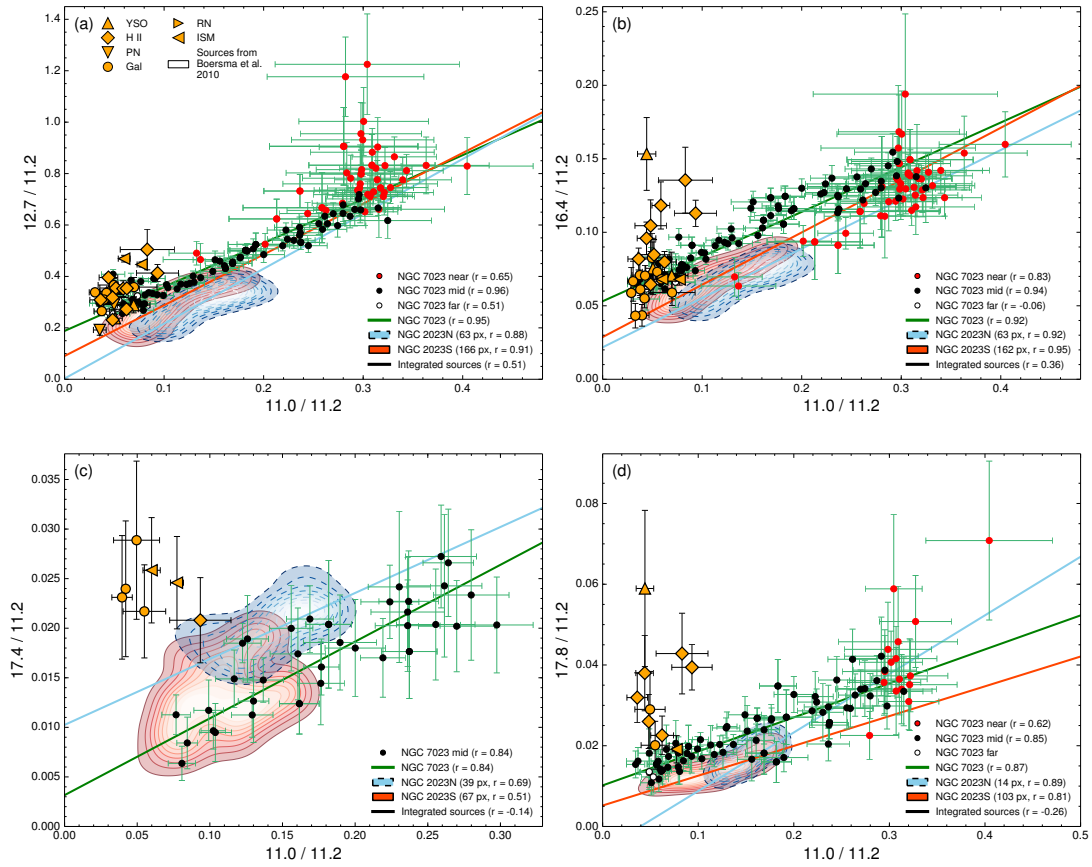 (a)
YSO
H II
PN
Gal
RN
ISM
Sources from
Boersma et al.
2010
1.4
1.2
1.0
0.8
0.6
0.4
0.2
0.0
12.7 / 11.2
NGC 7023 near (r = 0.65)
NGC 7023 mid (r = 0.96)
NGC 7023 far (r = 0.51)
NGC 7023 (r = 0.95)
NGC 2023N (63 px, r = 0.88)
NGC 2023S (166 px, r = 0.91)
Integrated sources (r = 0.51)
0.0 0.1 0.2 0.3 0.4
11.0 / 11.2
(b)
0.20
0.15
0.10
0.05
0.00
16.4 / 11.2
NGC 7023 near (r = 0.83)
NGC 7023 mid (r = 0.94)
NGC 7023 far (r = -0.06)
NGC 7023 (r = 0.92)
NGC 2023N (63 px, r = 0.92)
NGC 2023S (162 px, r = 0.95)
Integrated sources (r = 0.36)
0.0 0.1 0.2 0.3 0.4
11.0 / 11.2
(c)
0.035
0.030
0.025
0.020
0.015
0.010
0.005
0.000
17.4 / 11.2
NGC 7023 mid (r = 0.84)
NGC 7023 (r = 0.84)
NGC 2023N (39 px, r = 0.69)
NGC 2023S (67 px, r = 0.51)
Integrated sources (r = -0.14)
0.00 0.05 0.10 0.15 0.20 0.25 0.30
11.0 / 11.2
(d)
0.08
0.06
0.04
0.02
0.00
17.8 / 11.2
NGC 7023 near (r = 0.62)
NGC 7023 mid (r = 0.85)
NGC 7023 far
NGC 7023 (r = 0.87)
NGC 2023N (14 px, r = 0.89)
NGC 2023S (103 px, r = 0.81)
Integrated sources (r = -0.26)
0.0 0.1 0.2 0.3 0.4 0.5
11.0 / 11.2